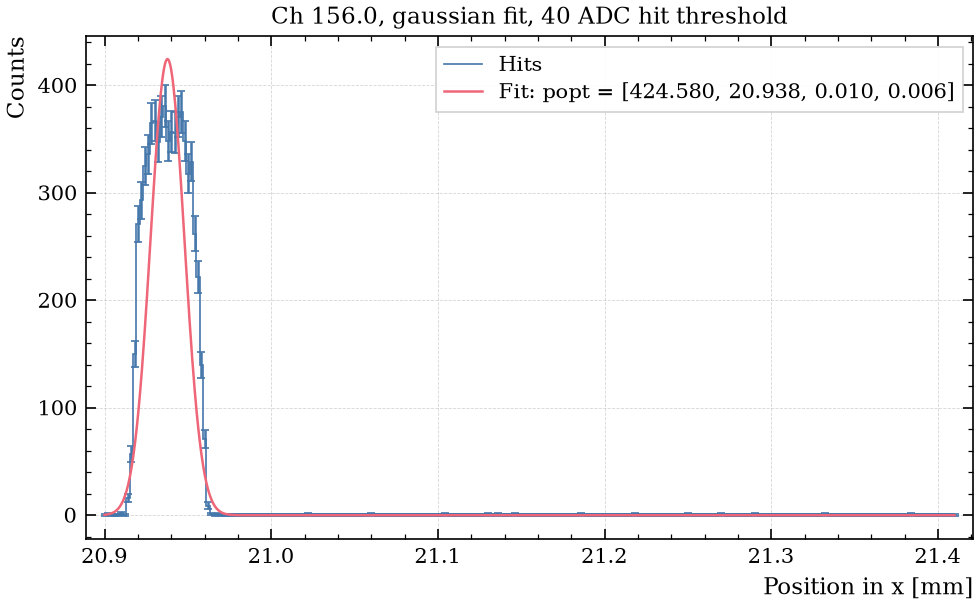 Ch 156.0, gaussian fit, 40 ADC hit threshold
Counts
Hits
Fit: popt = [424.580, 20.938, 0.010, 0.006]
400
300
200
100
0
20.9 21.0 21.1 21.2 21.3 21.4
Position in x [mm]